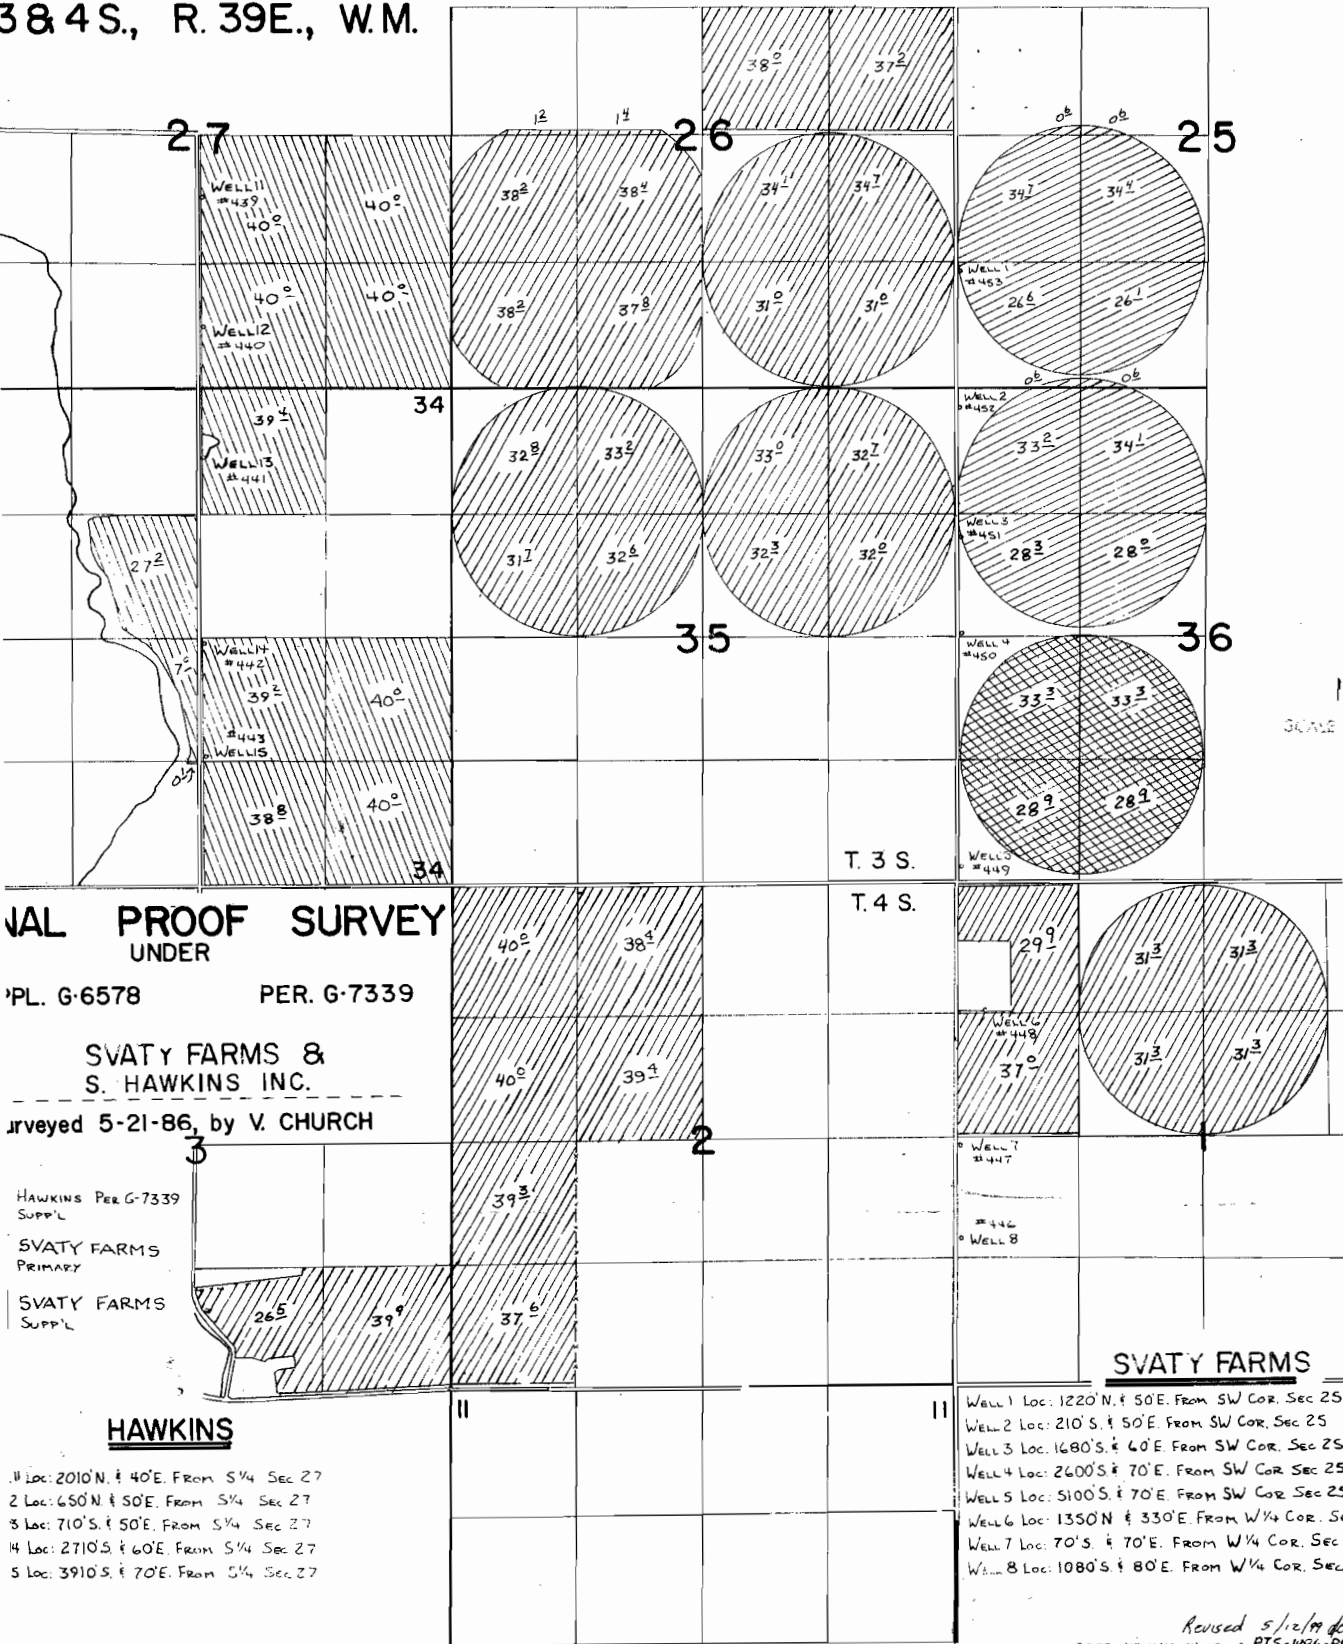 3 & 4 S., R. 39E., W.M.
38 0 37 2
1 2 1 4
0 6 0 6
27 26 25
WELL 11
#439
40 0 40 0
38 2 38 4 34 1 34 7 34 7 34 4
WELL 1
#453
40 0 40 0 38 2 37 8 31 0 31 0 26 6 26 1
WELL 12
#440
0 6 0 6
34
WELL 2
#452
39 4
32 8 33 2 33 0 32 7 33 2 34 1
WELL 13
#441
WELL 3
#451
27 2 31 7 32 6 32 3 32 0 28 3 28 0
35 36
WELL 14
#442
WELL 4
#450
7 0
39 2 40 0 33 3 33 3
SCALE
#443
WELL 15
0 1
38 8 40 0 28 9 28 9
34
T. 3 S.
WELL 5
#449
T. 4 S.
NAL PROOF SURVEY
UNDER
PPL. G-6578 PER. G-7339
SVATY FARMS &
S. HAWKINS INC.
urveyed 5-21-86, by V. CHURCH
40 0 38 4 29 9 31 3 31 3
WELL 6
#448
40 0 39 4 37 0 31 3 31 3
3 2 1
WELL 7
#447
HAWKINS PER G-7339
SUPP'L
SVATY FARMS
PRIMARY
SVATY FARMS
SUPP'L
39 3
#446
WELL 8
26 5 39 9 37 6
11 11
HAWKINS
11 LOC: 2010'N. & 40'E. FROM S 1/4 SEC 27
2 LOC: 650'N. & 50'E. FROM S 1/4 SEC 27
3 LOC: 710'S. & 50'E. FROM S 1/4 SEC 27
14 LOC: 2710'S. & 60'E. FROM S 1/4 SEC 27
5 LOC: 3910'S. & 70'E. FROM S 1/4 SEC 27
SVATY FARMS
WELL 1 LOC: 1220'N. & 50'E. FROM SW COR. SEC 25
WELL 2 LOC: 210'S. & 50'E. FROM SW COR. SEC 25
WELL 3 LOC. 1680'S. & 60'E. FROM SW COR. SEC 25
WELL 4 LOC: 2600'S. & 70'E. FROM SW COR SEC 25
WELL 5 LOC: 5100'S. & 70'E. FROM SW COR SEC 25
WELL 6 LOC: 1350'N & 330'E. FROM W 1/4 COR. SE
WELL 7 LOC: 70'S. & 70'E. FROM W 1/4 COR. SEC
8 LOC: 1080'S. & 80'E. FROM W 1/4 COR. SEC
Revised 5/12/99